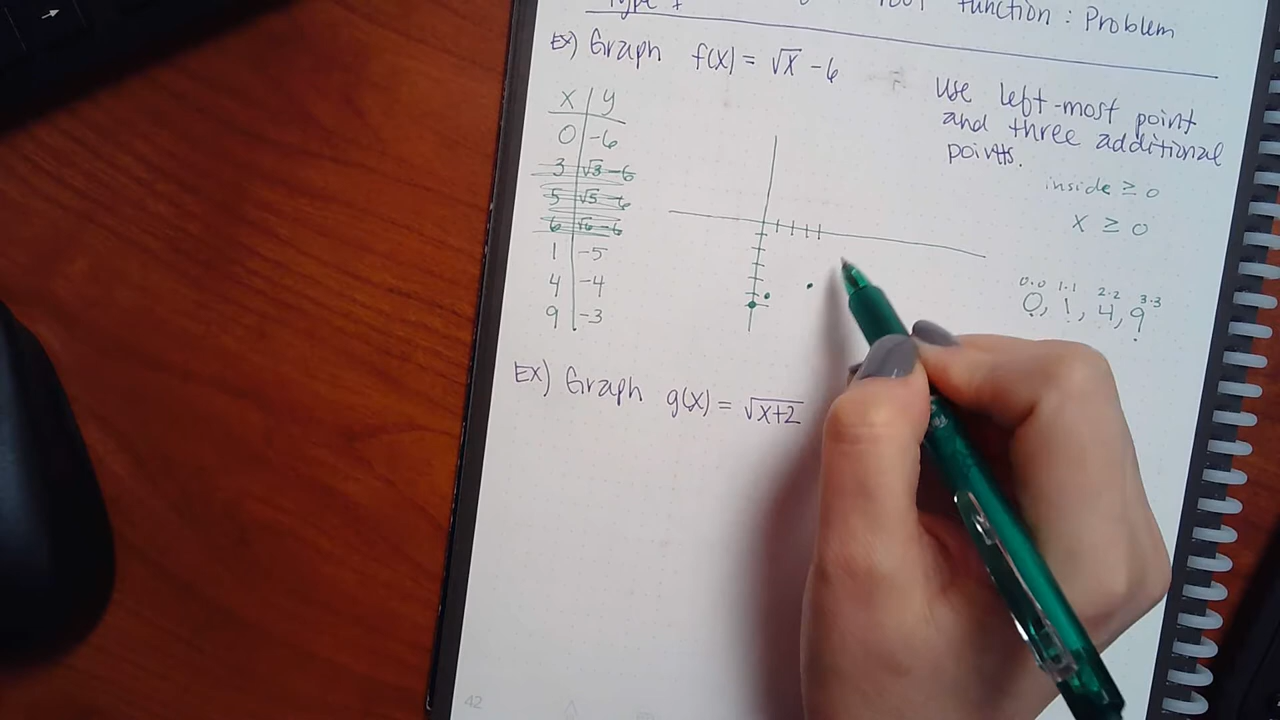 function : Problem
Ex) Graph f(x) = √x - 6
use left-most point
and three additional
points.
x y
0 -6
3 √3 - 6
5 √5 - 6
6 √6 - 6
1 -5
4 -4
9 -3
inside ≥ 0
x ≥ 0
0·0 1·1 2·2 3·3
0, 1, 4, 9
Ex) Graph g(x) = √x+2
42